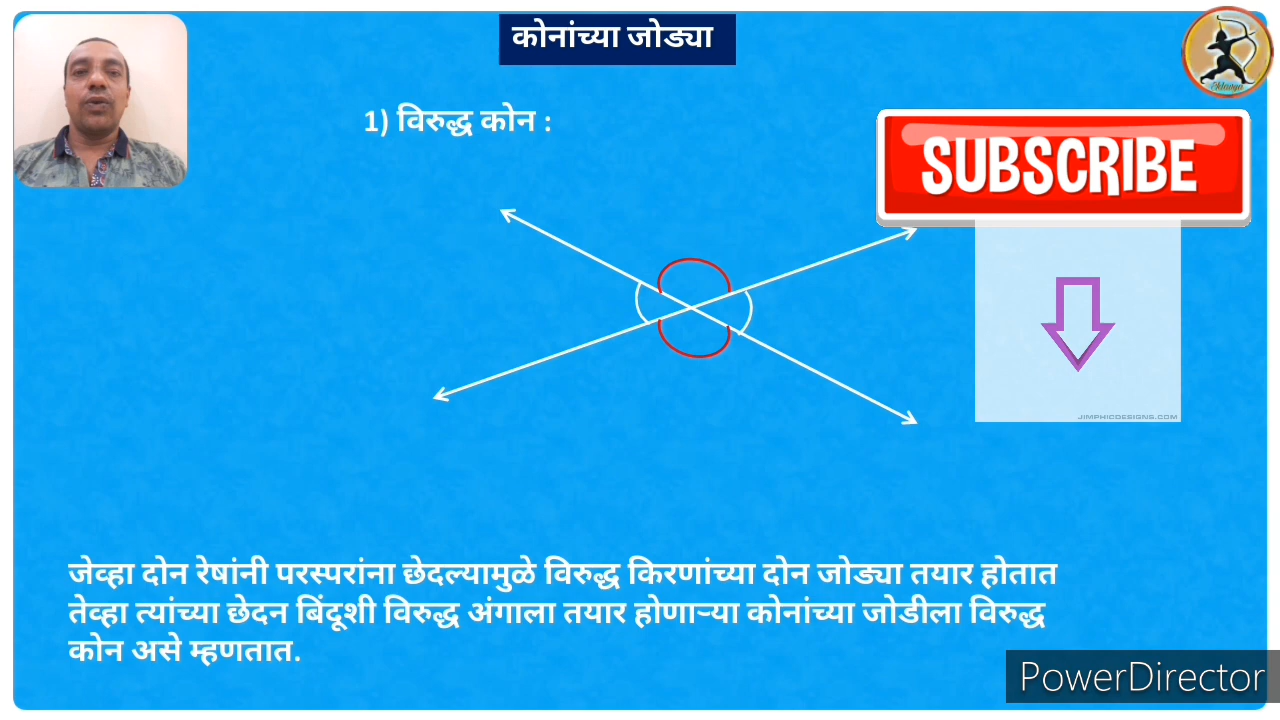 कोनांच्या जोड्या
1) विरुद्ध कोन :
SUBSCRIBE
JIMPHICDESIGNS.COM
जेव्हा दोन रेषांनी परस्परांना छेदल्यामुळे विरुद्ध किरणांच्या दोन जोड्या तयार होतात
तेव्हा त्यांच्या छेदन बिंदूशी विरुद्ध अंगाला तयार होणाऱ्या कोनांच्या जोडीला विरुद्ध
कोन असे म्हणतात.
PowerDirector